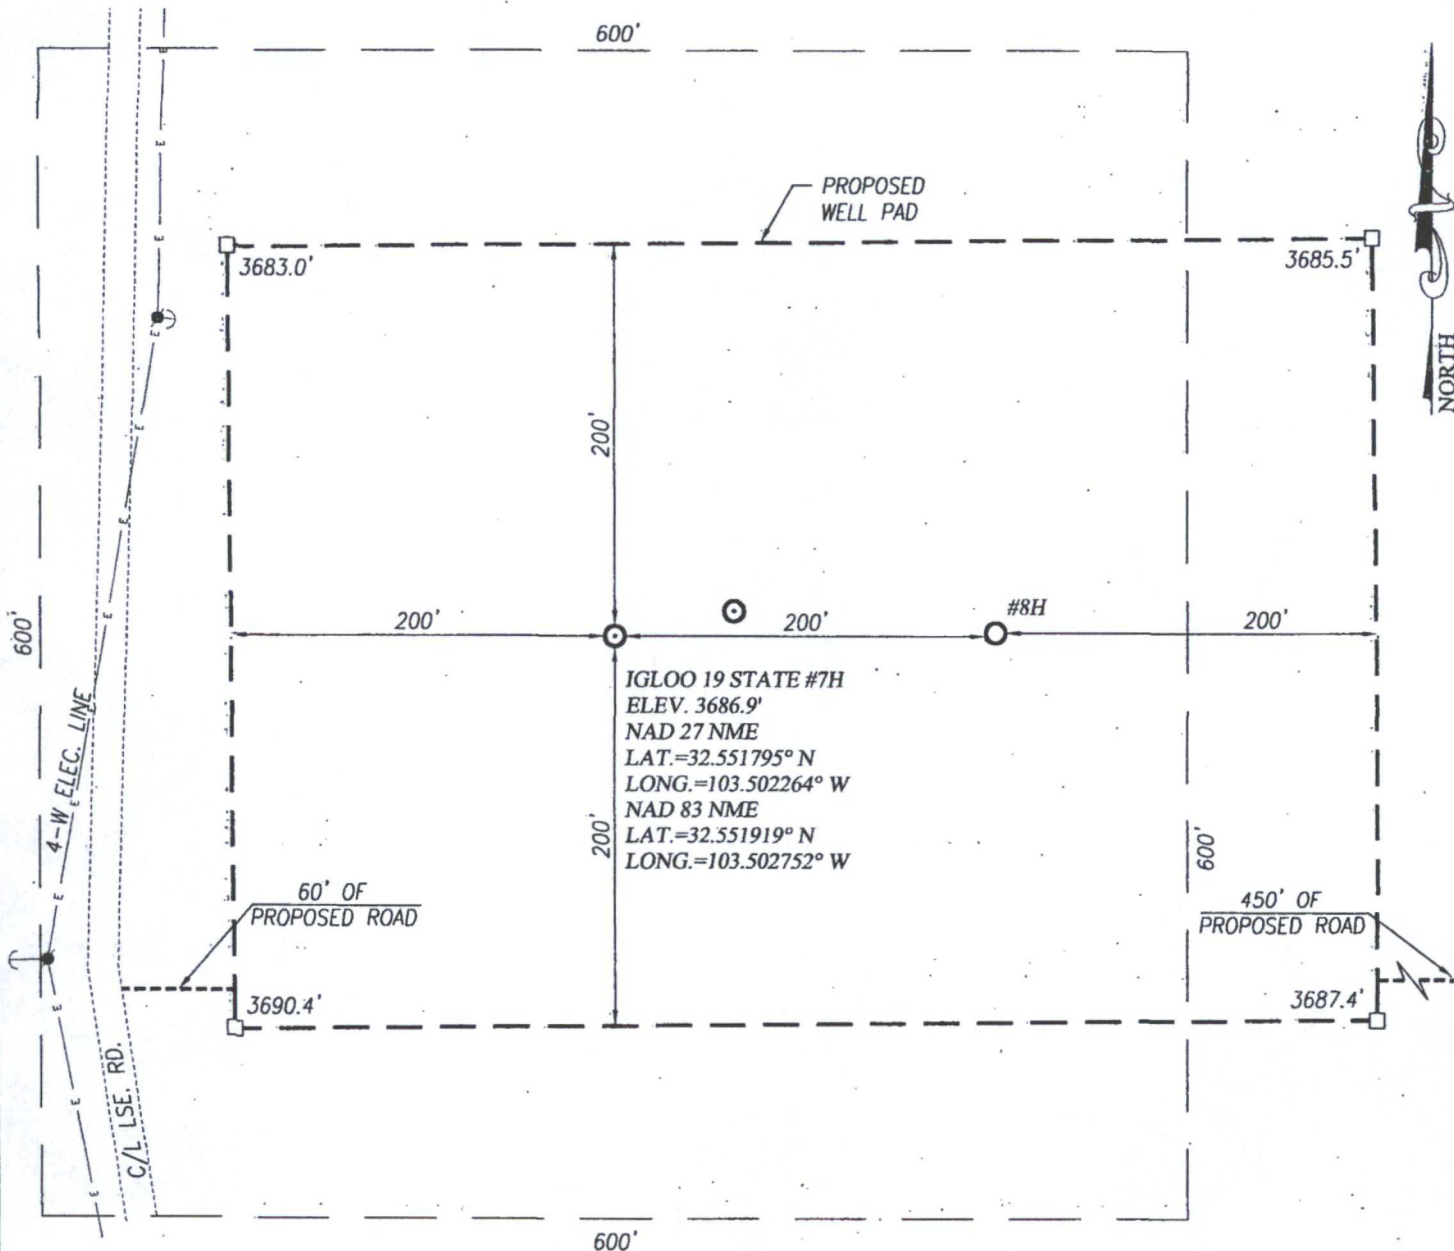 600'
PROPOSED
WELL PAD
3683.0'
3685.5'
NORTH
200'
600'
200'
200'
#8H
200'
IGLOO 19 STATE #7H
ELEV. 3686.9'
NAD 27 NME
LAT.=32.551795° N
LONG.=103.502264° W
NAD 83 NME
LAT.=32.551919° N
LONG.=103.502752° W
200'
600'
4-W ELEC. LINE
E
E
E
E
E
E
E
E
E
E
E
60' OF
PROPOSED ROAD
450' OF
PROPOSED ROAD
3690.4'
3687.4'
C/L LSE. RD.
600'